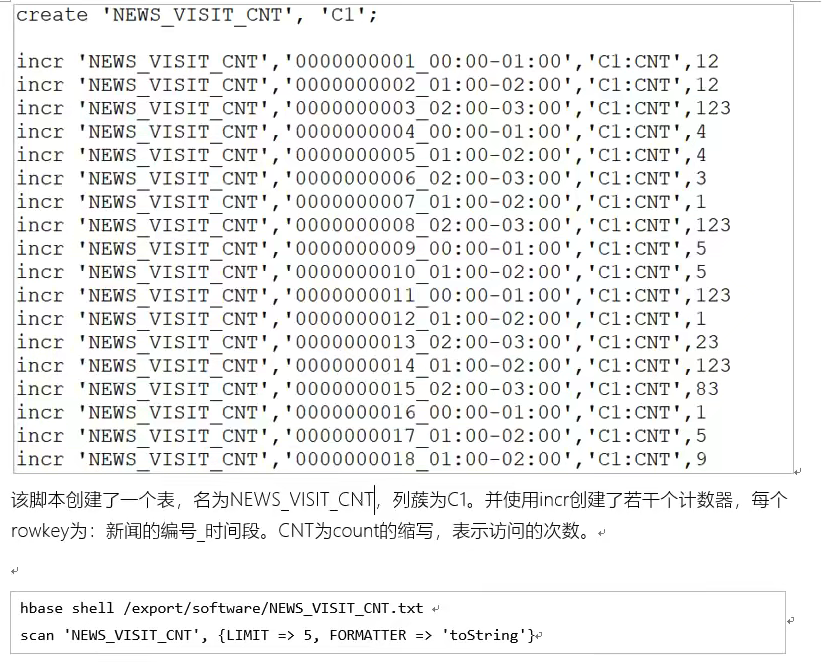 create 'NEWS_VISIT_CNT', 'C1';
incr 'NEWS_VISIT_CNT','0000000001_00:00-01:00','C1:CNT',12
incr 'NEWS_VISIT_CNT','0000000002_01:00-02:00','C1:CNT',12
incr 'NEWS_VISIT_CNT','0000000003_02:00-03:00','C1:CNT',123
incr 'NEWS_VISIT_CNT','0000000004_00:00-01:00','C1:CNT',4
incr 'NEWS_VISIT_CNT','0000000005_01:00-02:00','C1:CNT',4
incr 'NEWS_VISIT_CNT','0000000006_02:00-03:00','C1:CNT',3
incr 'NEWS_VISIT_CNT','0000000007_01:00-02:00','C1:CNT',1
incr 'NEWS_VISIT_CNT','0000000008_02:00-03:00','C1:CNT',123
incr 'NEWS_VISIT_CNT','0000000009_00:00-01:00','C1:CNT',5
incr 'NEWS_VISIT_CNT','0000000010_01:00-02:00','C1:CNT',5
incr 'NEWS_VISIT_CNT','0000000011_00:00-01:00','C1:CNT',123
incr 'NEWS_VISIT_CNT','0000000012_01:00-02:00','C1:CNT',1
incr 'NEWS_VISIT_CNT','0000000013_02:00-03:00','C1:CNT',23
incr 'NEWS_VISIT_CNT','0000000014_01:00-02:00','C1:CNT',123
incr 'NEWS_VISIT_CNT','0000000015_02:00-03:00','C1:CNT',83
incr 'NEWS_VISIT_CNT','0000000016_00:00-01:00','C1:CNT',1
incr 'NEWS_VISIT_CNT','0000000017_01:00-02:00','C1:CNT',5
incr 'NEWS_VISIT_CNT','0000000018_02:00-03:00','C1:CNT',9
该脚本创建了一个表，名为NEWS_VISIT_CNT，列蔟为C1。并使用incr创建了若干个计数器，每个
rowkey为：新闻的编号_时间段。CNT为count的缩写，表示访问的次数。
hbase shell /export/software/NEWS_VISIT_CNT.txt
scan 'NEWS_VISIT_CNT', {LIMIT => 5, FORMATTER => 'toString'}